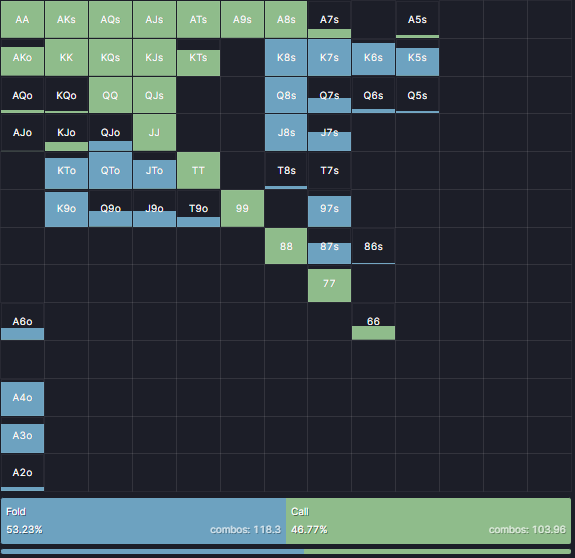 AA AKs AQs AJs ATs A9s A8s A7s A5s
AKo KK KQs KJs KTs K8s K7s K6s K5s
AQo KQo QQ QJs Q8s Q7s Q6s Q5s
AJo KJo QJo JJ J8s J7s
KTo QTo JTo TT T8s T7s
K9o Q9o J9o T9o 99 97s
88 87s 86s
77
A6o 66
A4o
A3o
A2o
Fold Call
53.23% combos: 118.3 46.77% combos: 103.96